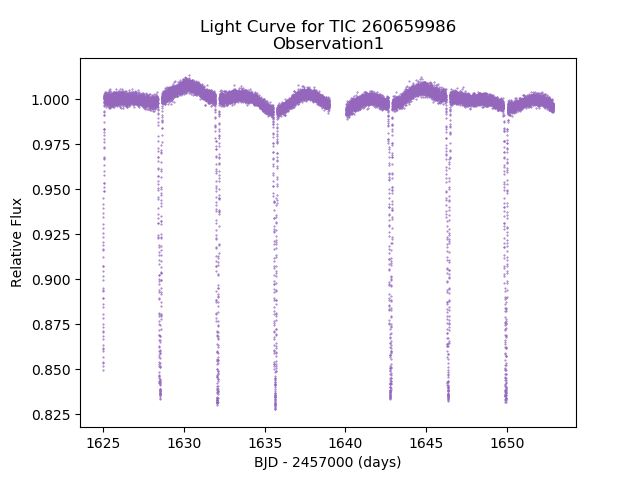 Light Curve for TIC 260659986
Observation1
1.000
0.975
0.950
0.925
0.900
0.875
0.850
0.825
Relative Flux
1625 1630 1635 1640 1645 1650
BJD - 2457000 (days)